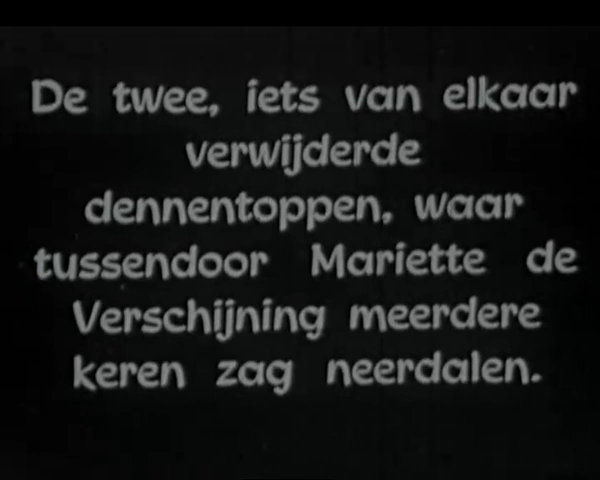 De twee, iets van elkaar
verwijderde
dennentoppen, waar
tussendoor Mariette de
Verschijning meerdere
keren zag neerdalen.